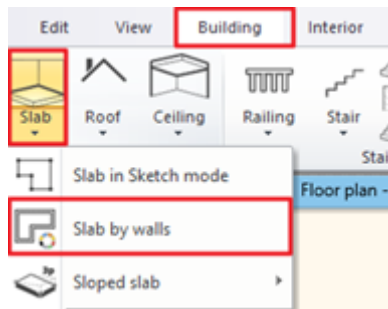 Edit View Building Interior
Slab Roof Ceiling Railing Stair
Slab in Sketch mode
Floor plan -
Slab by walls
Sloped slab